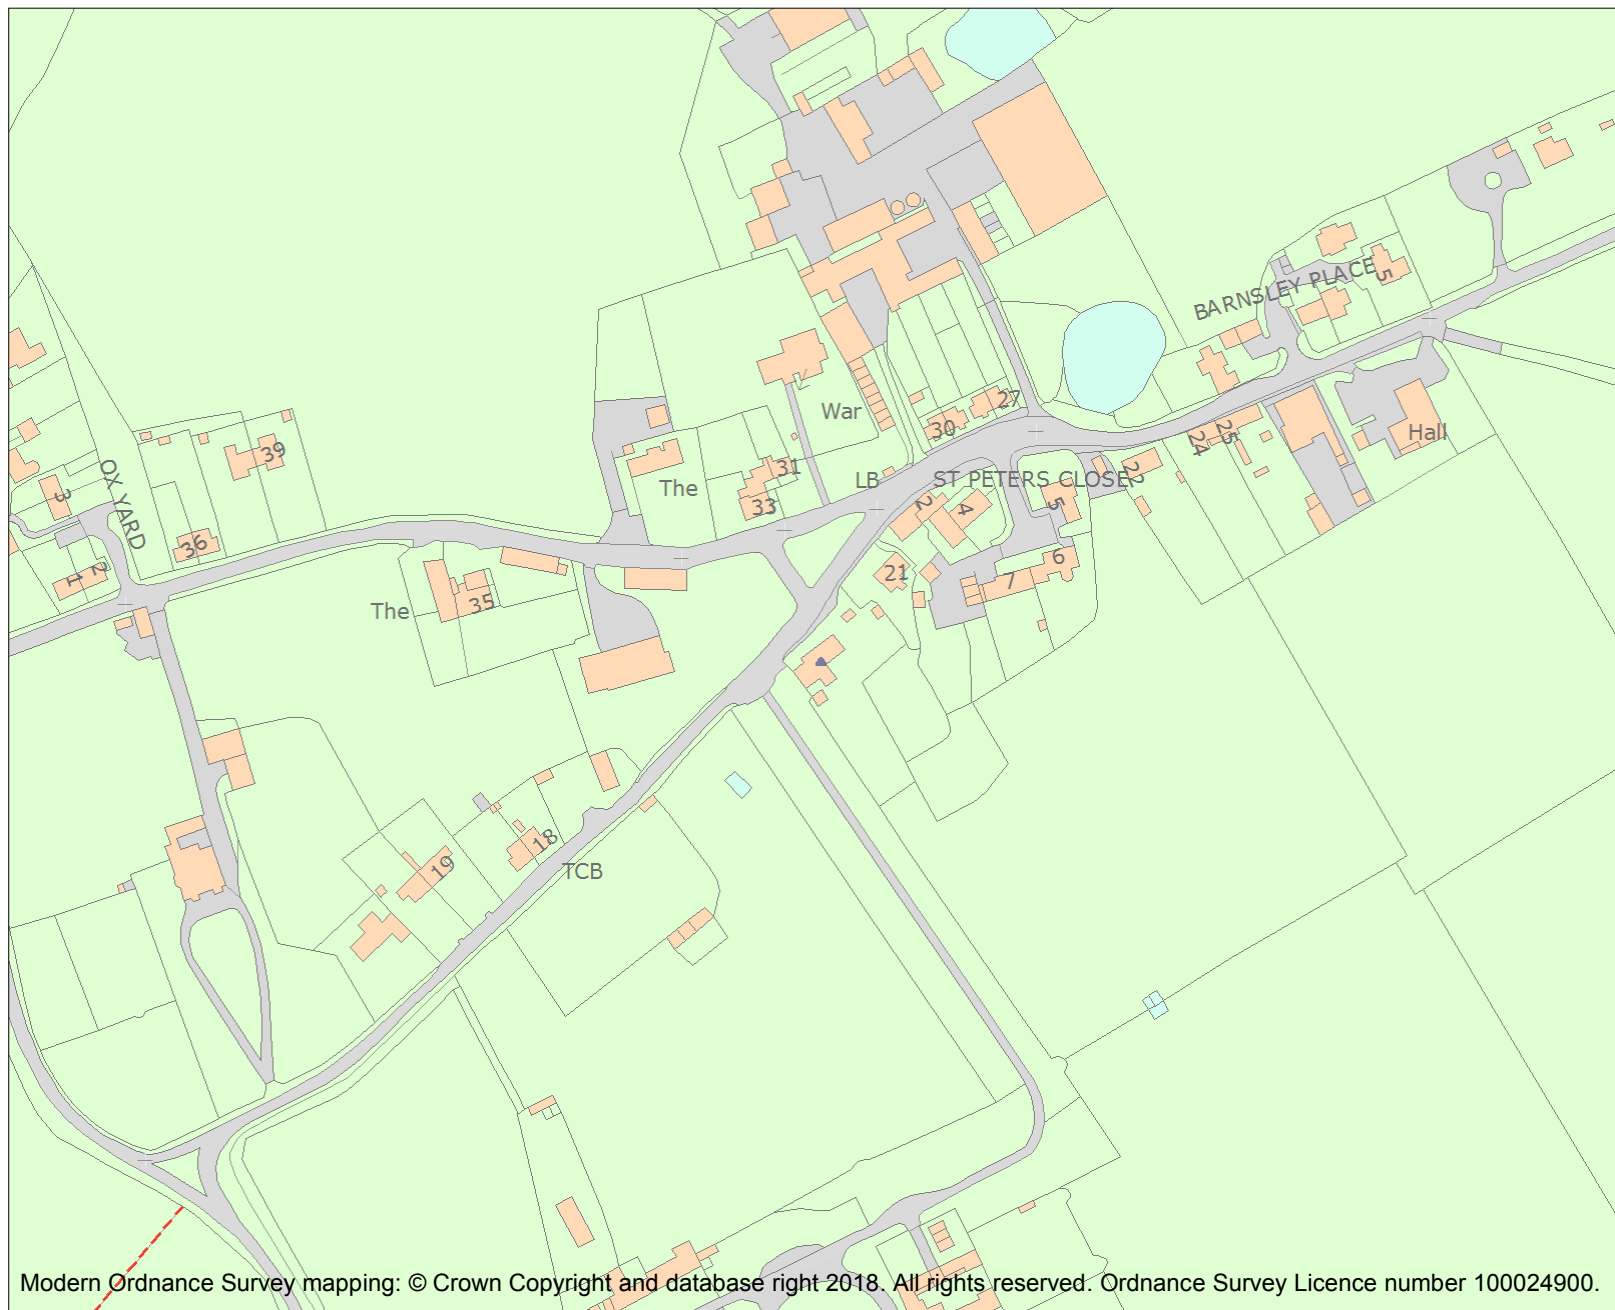 BARNSLEY PLACE
5
27
30
War
24
25
Hall
39
31
The
33
LB
ST PETERS CLOSE
22
OX YARD
3
2
4
5
36
1
2
21
6
7
The
35
18
19
TCB
Modern Ordnance Survey mapping: © Crown Copyright and database right 2018. All rights reserved. Ordnance Survey Licence number 100024900.